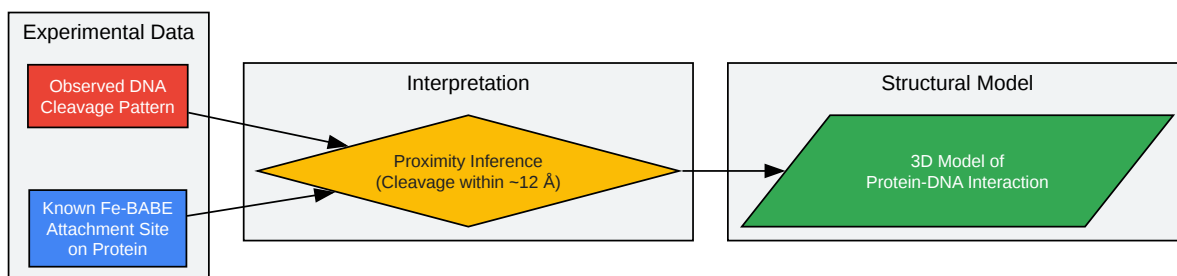 Experimental Data
Observed DNA
Cleavage Pattern
Known Fe-BABE
Attachment Site
on Protein
Interpretation
Proximity Inference
(Cleavage within ~12 Å)
Structural Model
3D Model of
Protein-DNA Interaction